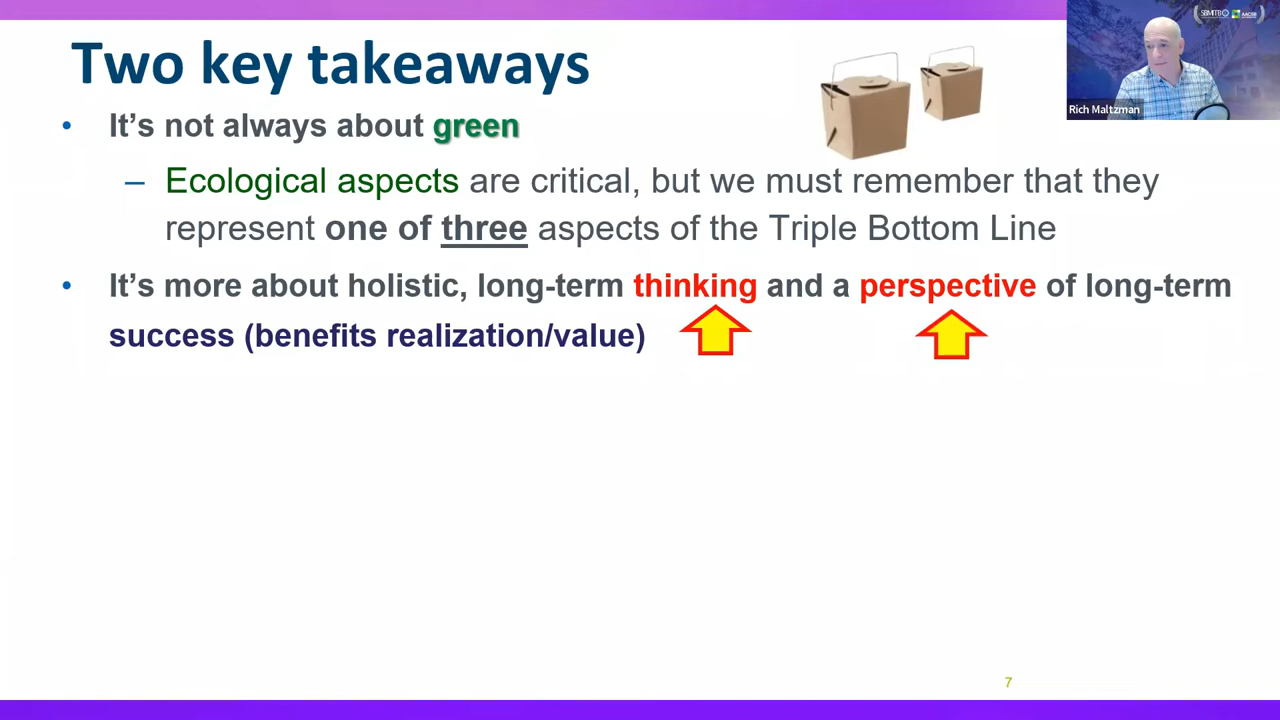 Two key takeaways
SBMITB
AACSB
Rich Maltzman
• It’s not always about green
– Ecological aspects are critical, but we must remember that they
represent one of three aspects of the Triple Bottom Line
• It’s more about holistic, long-term thinking and a perspective of long-term
success (benefits realization/value)
7